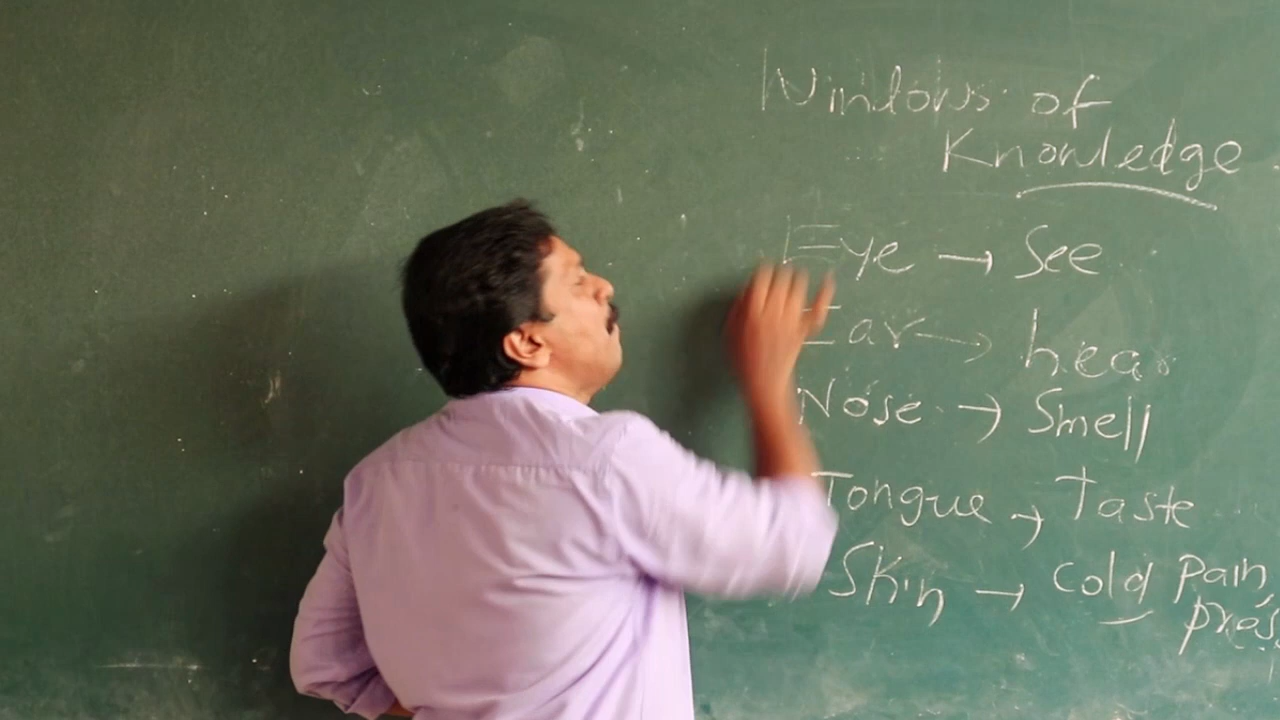 Windows of
Knowledge
Eye → See
Ear → hear
Nose → Smell
Tongue → Taste
Skin → Cold Pain,